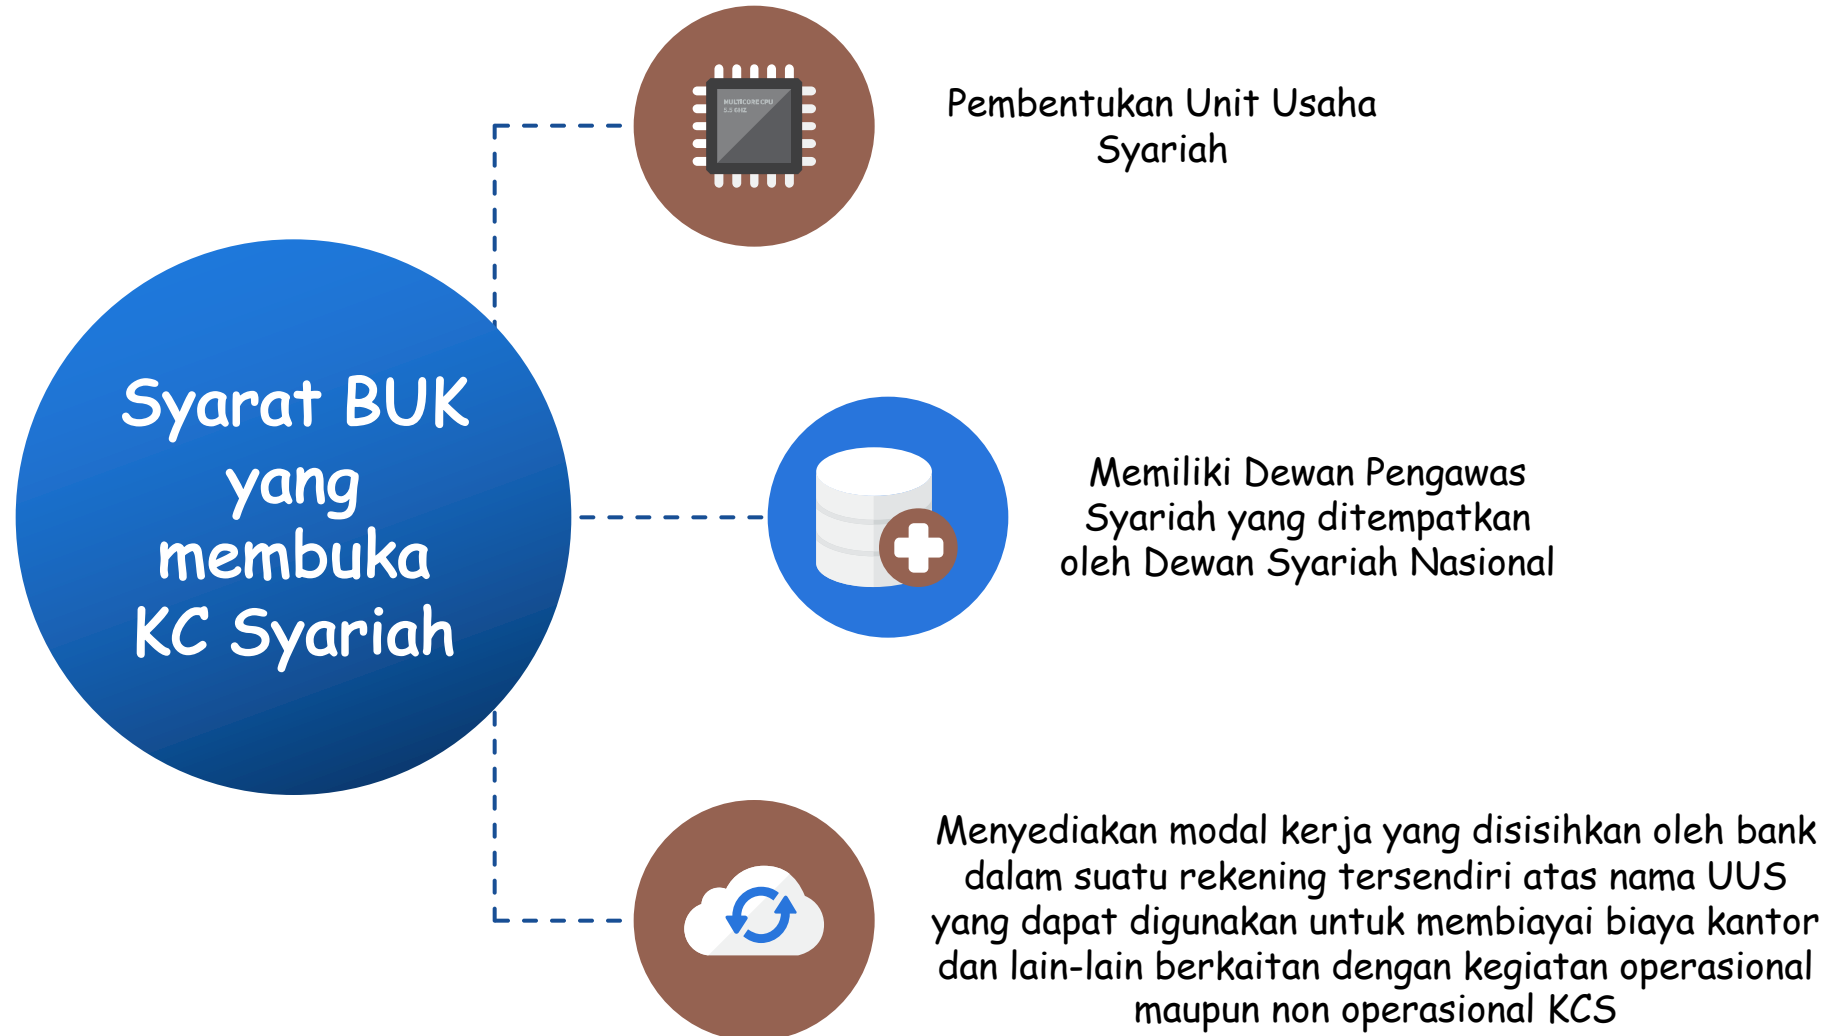 MULTICORE CPU
Pembentukan Unit Usaha
Syariah
Syarat BUK
yang
membuka
KC Syariah
Memiliki Dewan Pengawas
Syariah yang ditempatkan
oleh Dewan Syariah Nasional
Menyediakan modal kerja yang disisihkan oleh bank
dalam suatu rekening tersendiri atas nama UUS
yang dapat digunakan untuk membiayai biaya kantor
dan lain-lain berkaitan dengan kegiatan operasional
maupun non operasional KCS